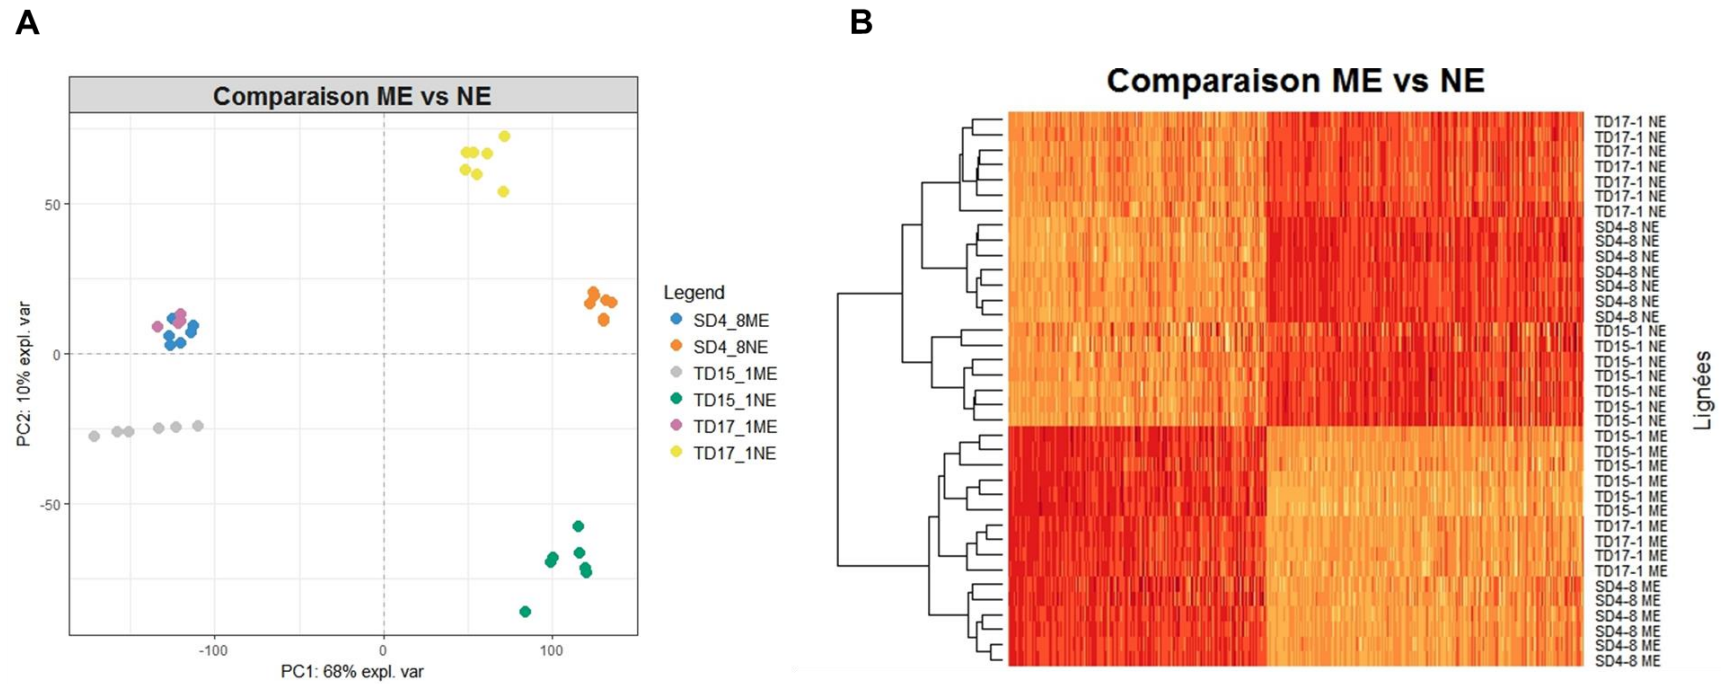 A
Comparaison ME vs NE
50
0
-50
-100
0
100
PC2: 10% expl. var
PC1: 68% expl. var
Legend
SD4_8ME
SD4_8NE
TD15_1ME
TD15_1NE
TD17_1ME
TD17_1NE
B
Comparaison ME vs NE
TD17-1 NE
TD17-1 NE
TD17-1 NE
TD17-1 NE
TD17-1 NE
TD17-1 NE
TD17-1 NE
SD4-8 NE
SD4-8 NE
SD4-8 NE
SD4-8 NE
SD4-8 NE
SD4-8 NE
SD4-8 NE
TD15-1 NE
TD15-1 NE
TD15-1 NE
TD15-1 NE
TD15-1 NE
TD15-1 NE
TD15-1 NE
TD15-1 ME
TD15-1 ME
TD15-1 ME
TD15-1 ME
TD15-1 ME
TD15-1 ME
TD17-1 ME
TD17-1 ME
TD17-1 ME
TD17-1 ME
SD4-8 ME
SD4-8 ME
SD4-8 ME
SD4-8 ME
SD4-8 ME
SD4-8 ME
Lignées